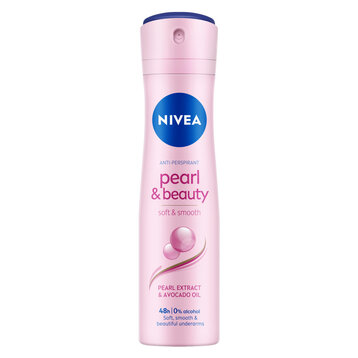 NIVEA
ANTI-PERSPIRANT
pearl
& beauty
soft & smooth
PEARL EXTRACT
& AVOCADO OIL
48h | 0% alcohol
Soft, smooth &
beautiful underarms